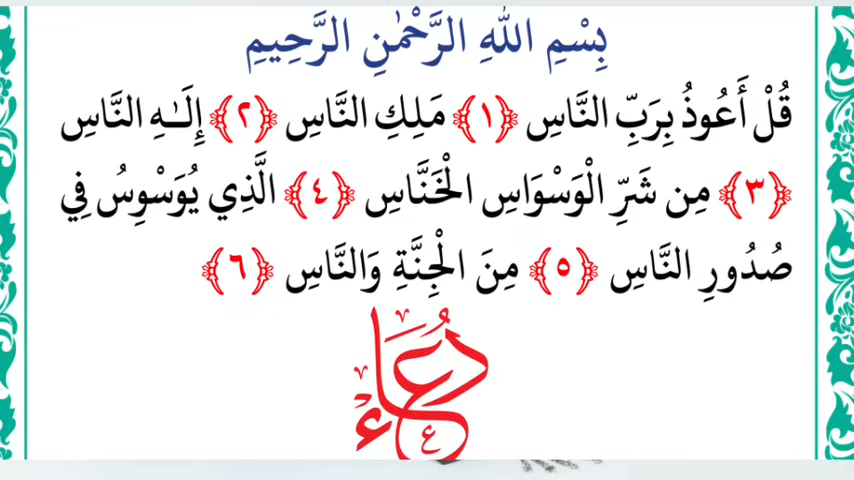 بِسْمِ اللهِ الرَّحْمٰنِ الرَّحِيمِ
قُلْ أَعُوذُ بِرَبِّ النَّاسِ ﴿١﴾ مَلِكِ النَّاسِ ﴿٢﴾ إِلَـٰهِ النَّاسِ
﴿٣﴾ مِن شَرِّ الْوَسْوَاسِ الْخَنَّاسِ ﴿٤﴾ الَّذِي يُوَسْوِسُ فِي
صُدُورِ النَّاسِ ﴿٥﴾ مِنَ الْجِنَّةِ وَالنَّاسِ ﴿٦﴾
دُعَاء